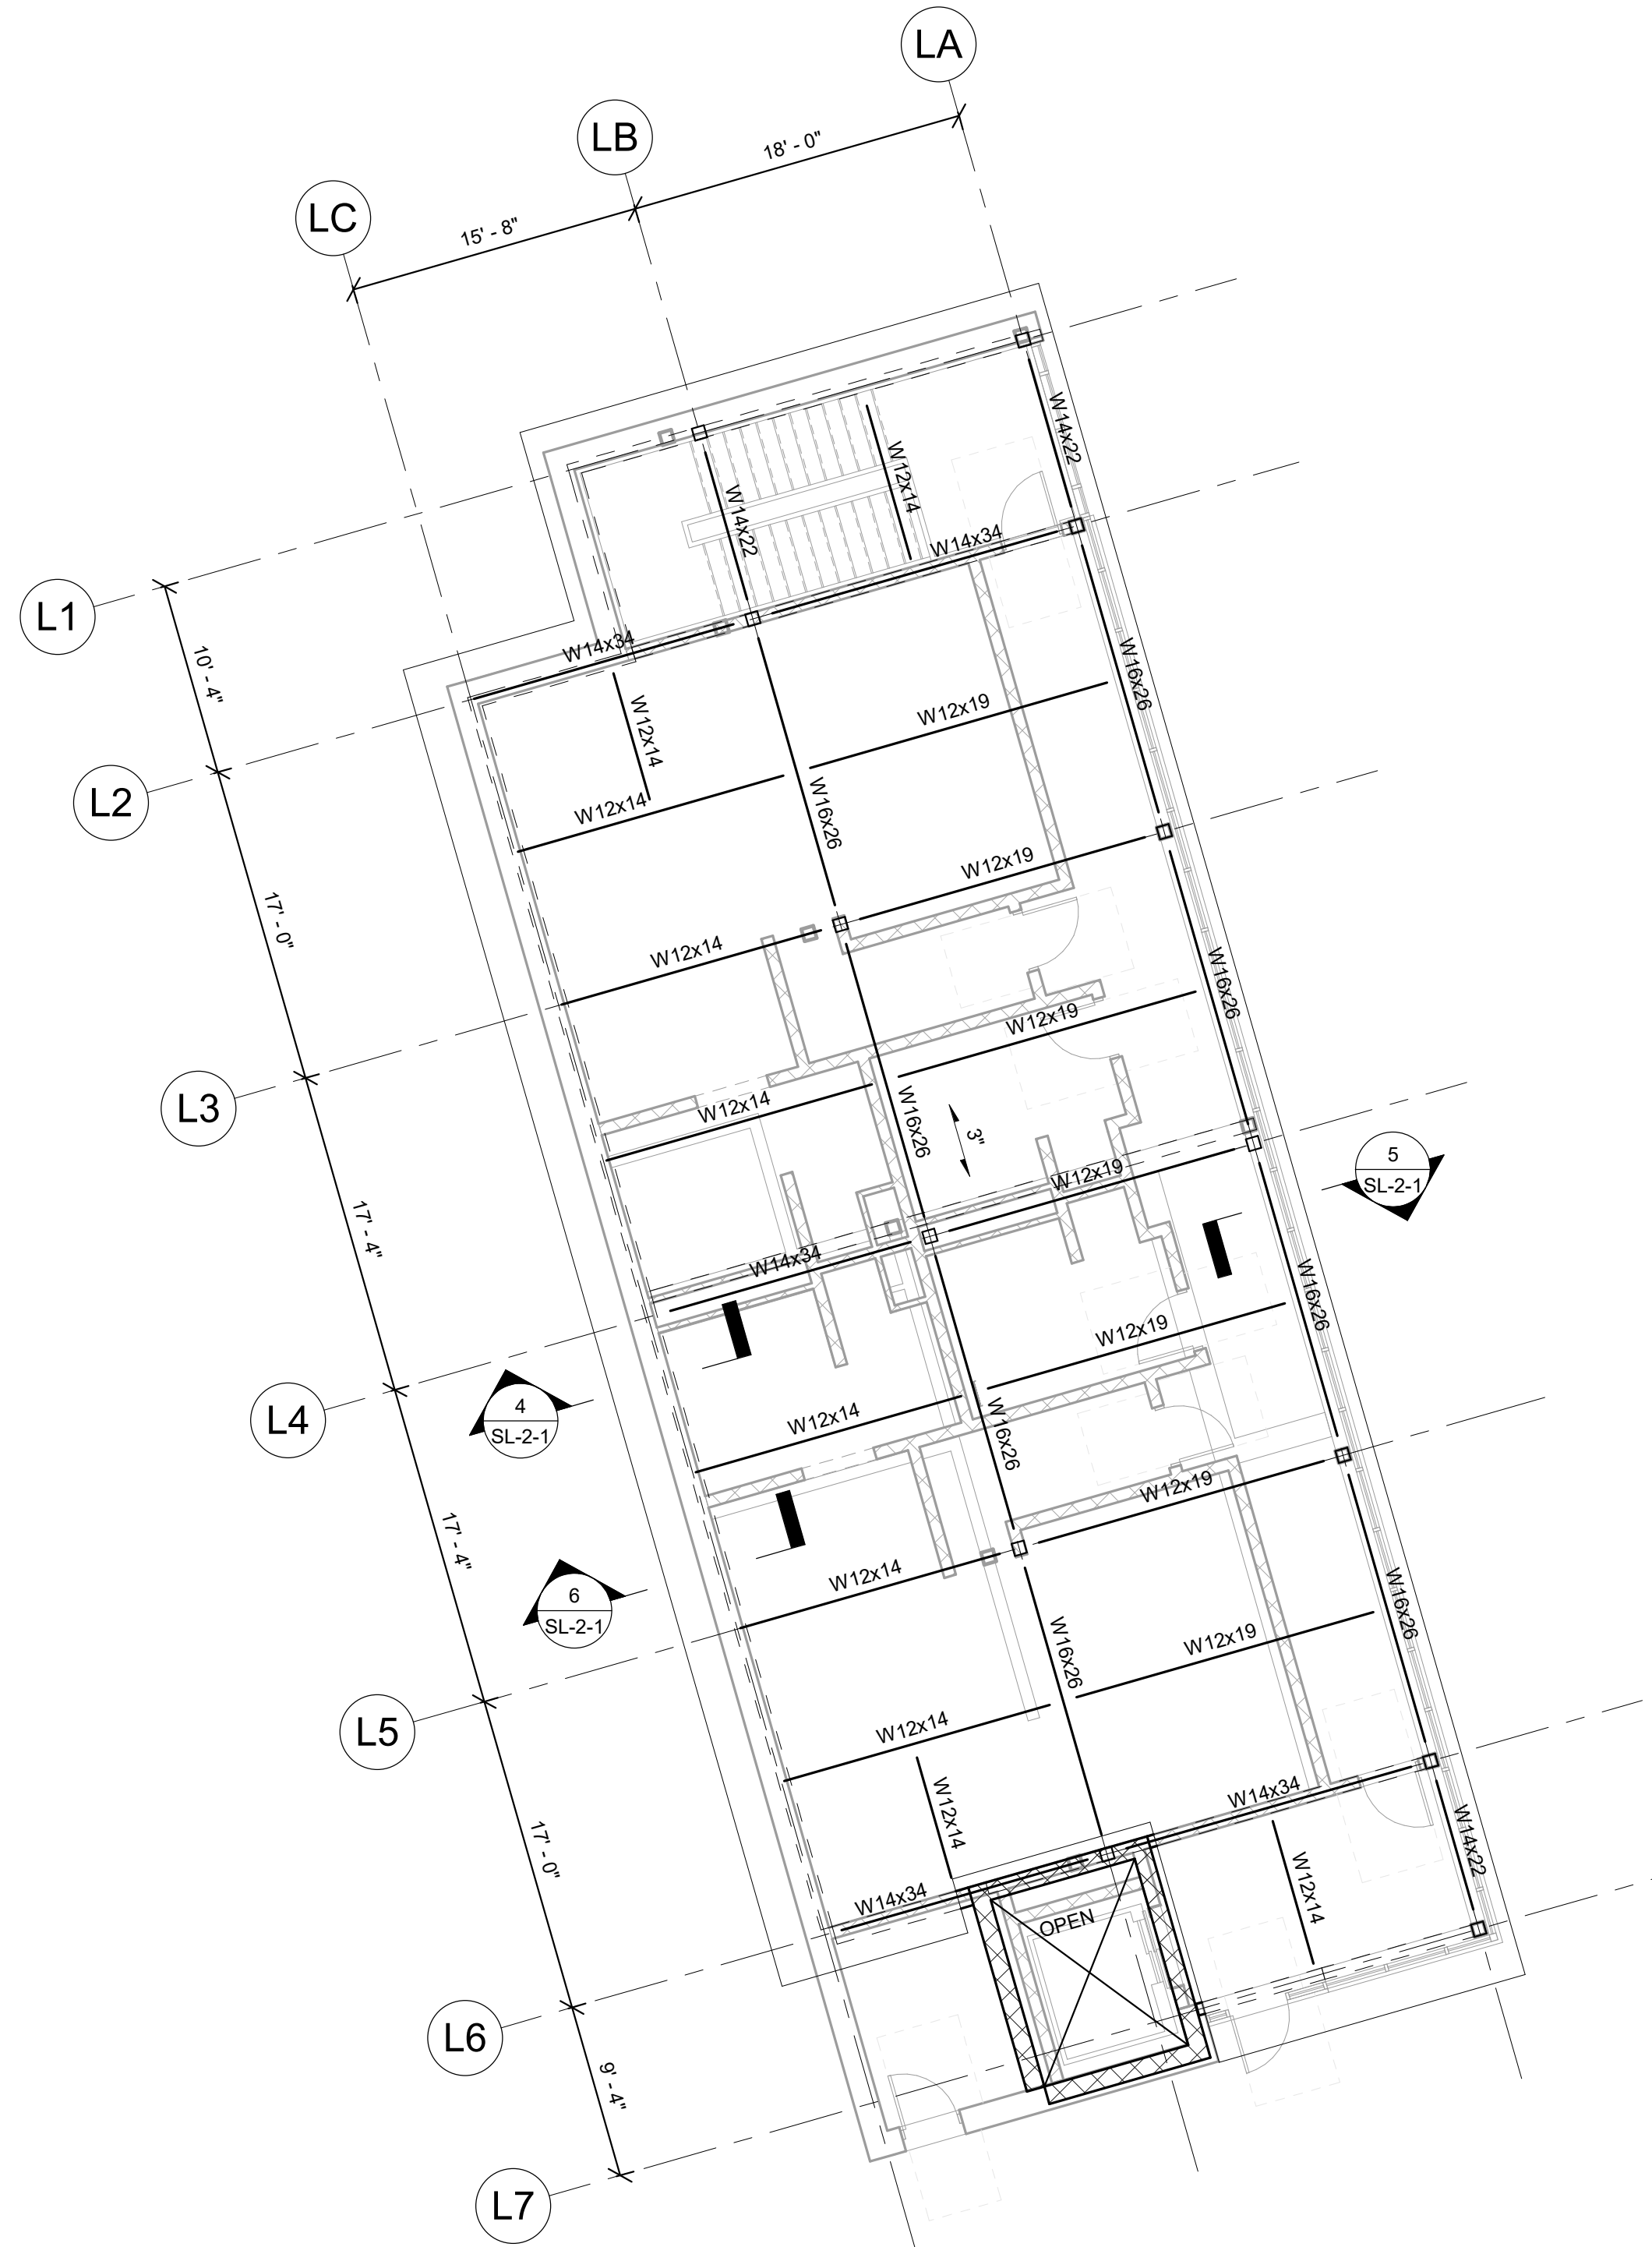 LA
LB
18' - 0"
LC
15' - 8"
W14x22
W12x14
W14x22
W14x34
L1
W14x34
10' - 4"
W16x26
W12x19
W12x14
L2
W12x14
W16x26
W12x19
17' - 0"
W12x14
W16x26
W12x19
L3
W12x14
W16x26
3"
5
SL-2-1
W12x19
17' - 4"
W14x34
W16x26
W12x19
L4
4
SL-2-1
W12x14
W16x26
W12x19
17' - 4"
W12x14
6
SL-2-1
W16x26
W16x26
W12x19
L5
W12x14
W12x14
W14x34
W14x22
17' - 0"
W14x34
W12x14
OPEN
L6
9' - 4"
L7